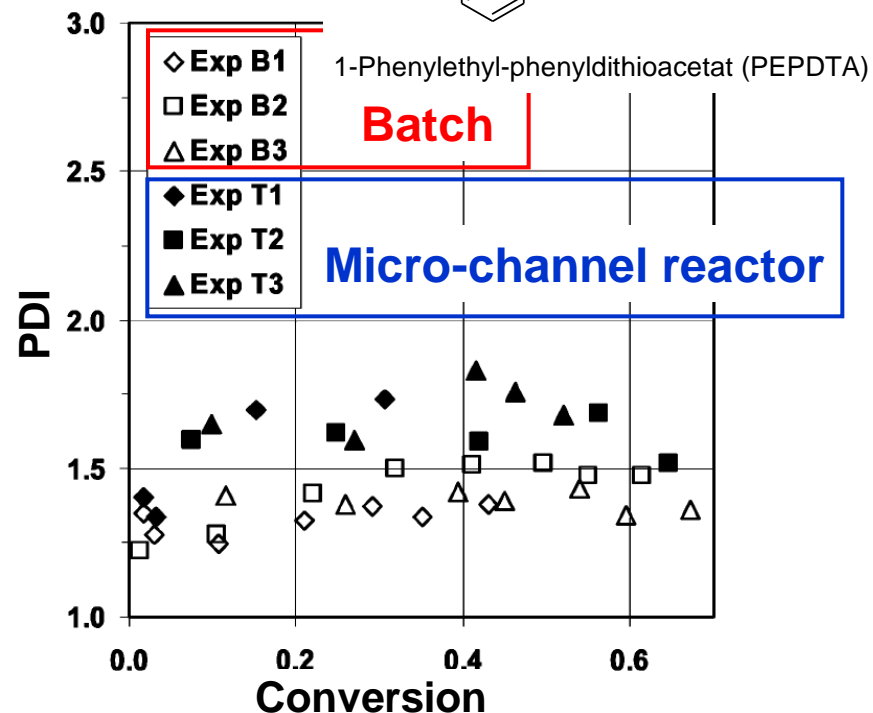 3.0
Exp B1
1-Phenylethyl-phenyldithioacetat (PEPDTA)
Exp B2
Batch
Exp B3
2.5
Exp T1
Exp T2
Micro-channel reactor
Exp T3
PDI
2.0
1.5
1.0
0.0 0.2 0.4 0.6
Conversion